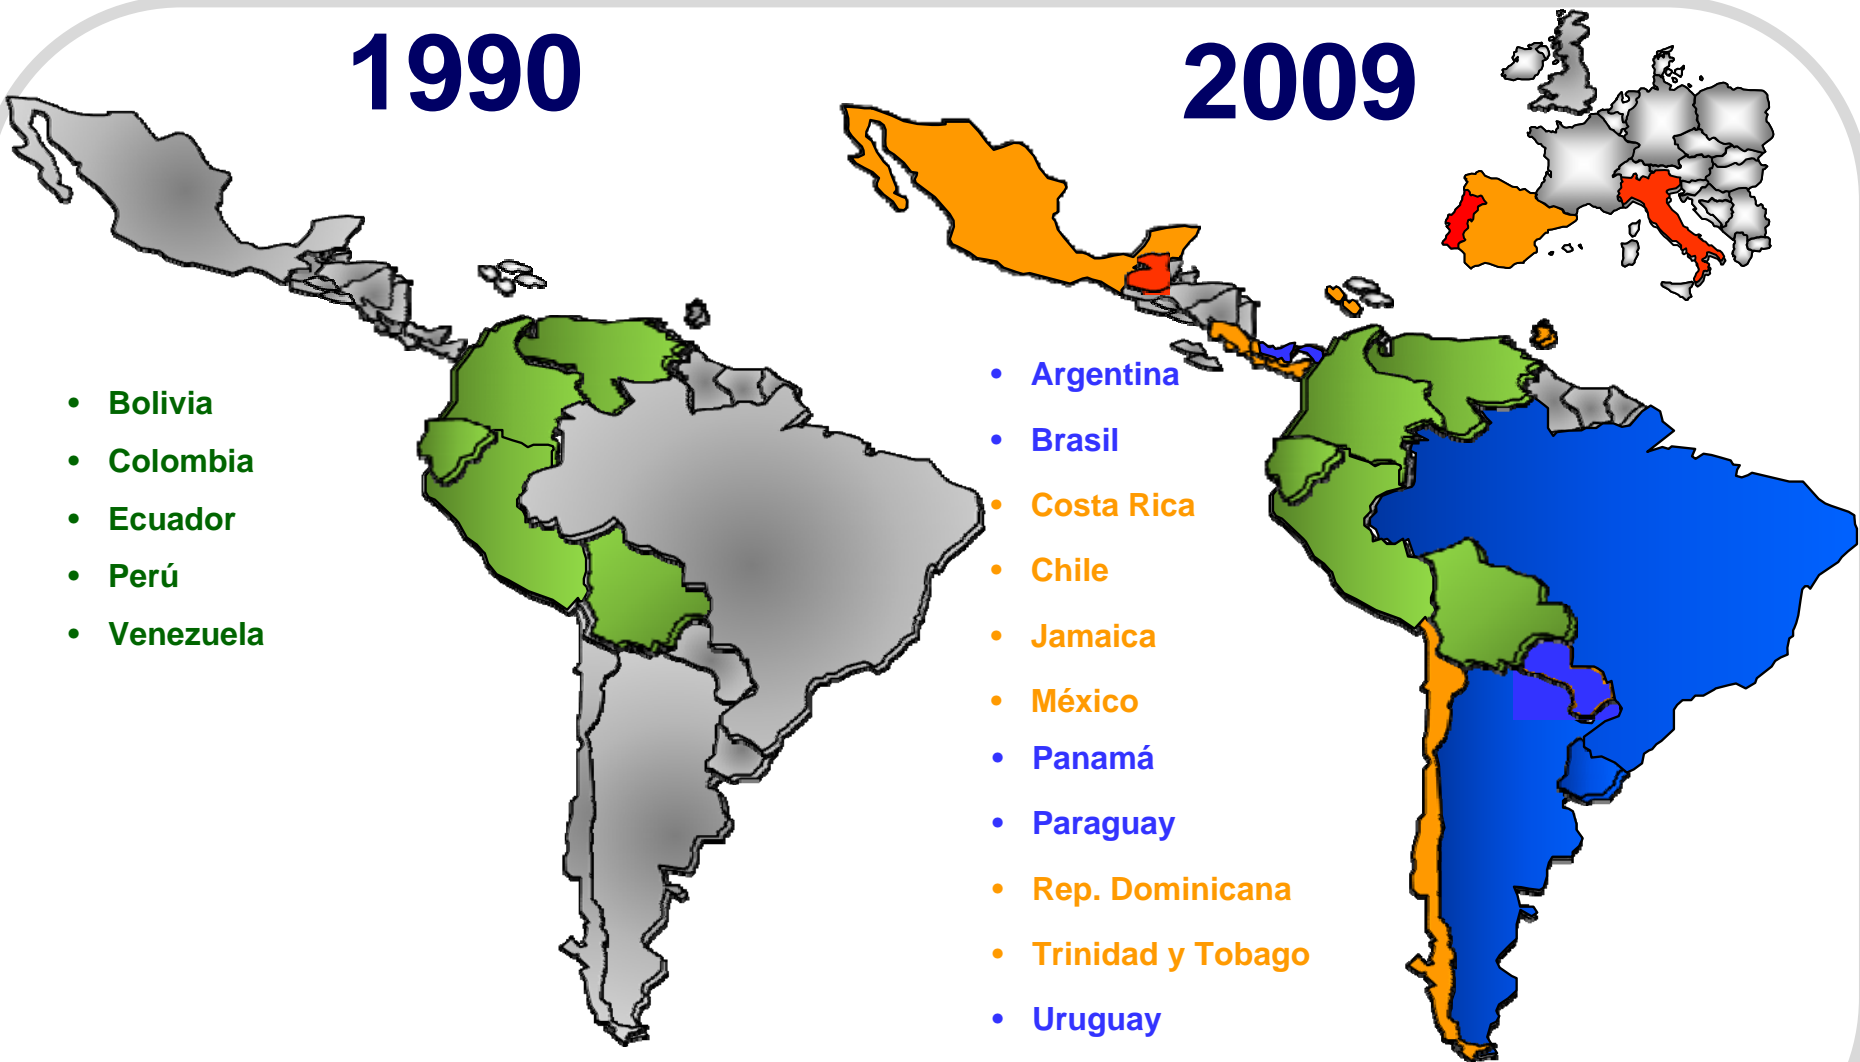 1990
• Bolivia
• Colombia
• Ecuador
• Perú
• Venezuela
2009
• Argentina
• Brasil
• Costa Rica
• Chile
• Jamaica
• México
• Panamá
• Paraguay
• Rep. Dominicana
• Trinidad y Tobago
• Uruguay